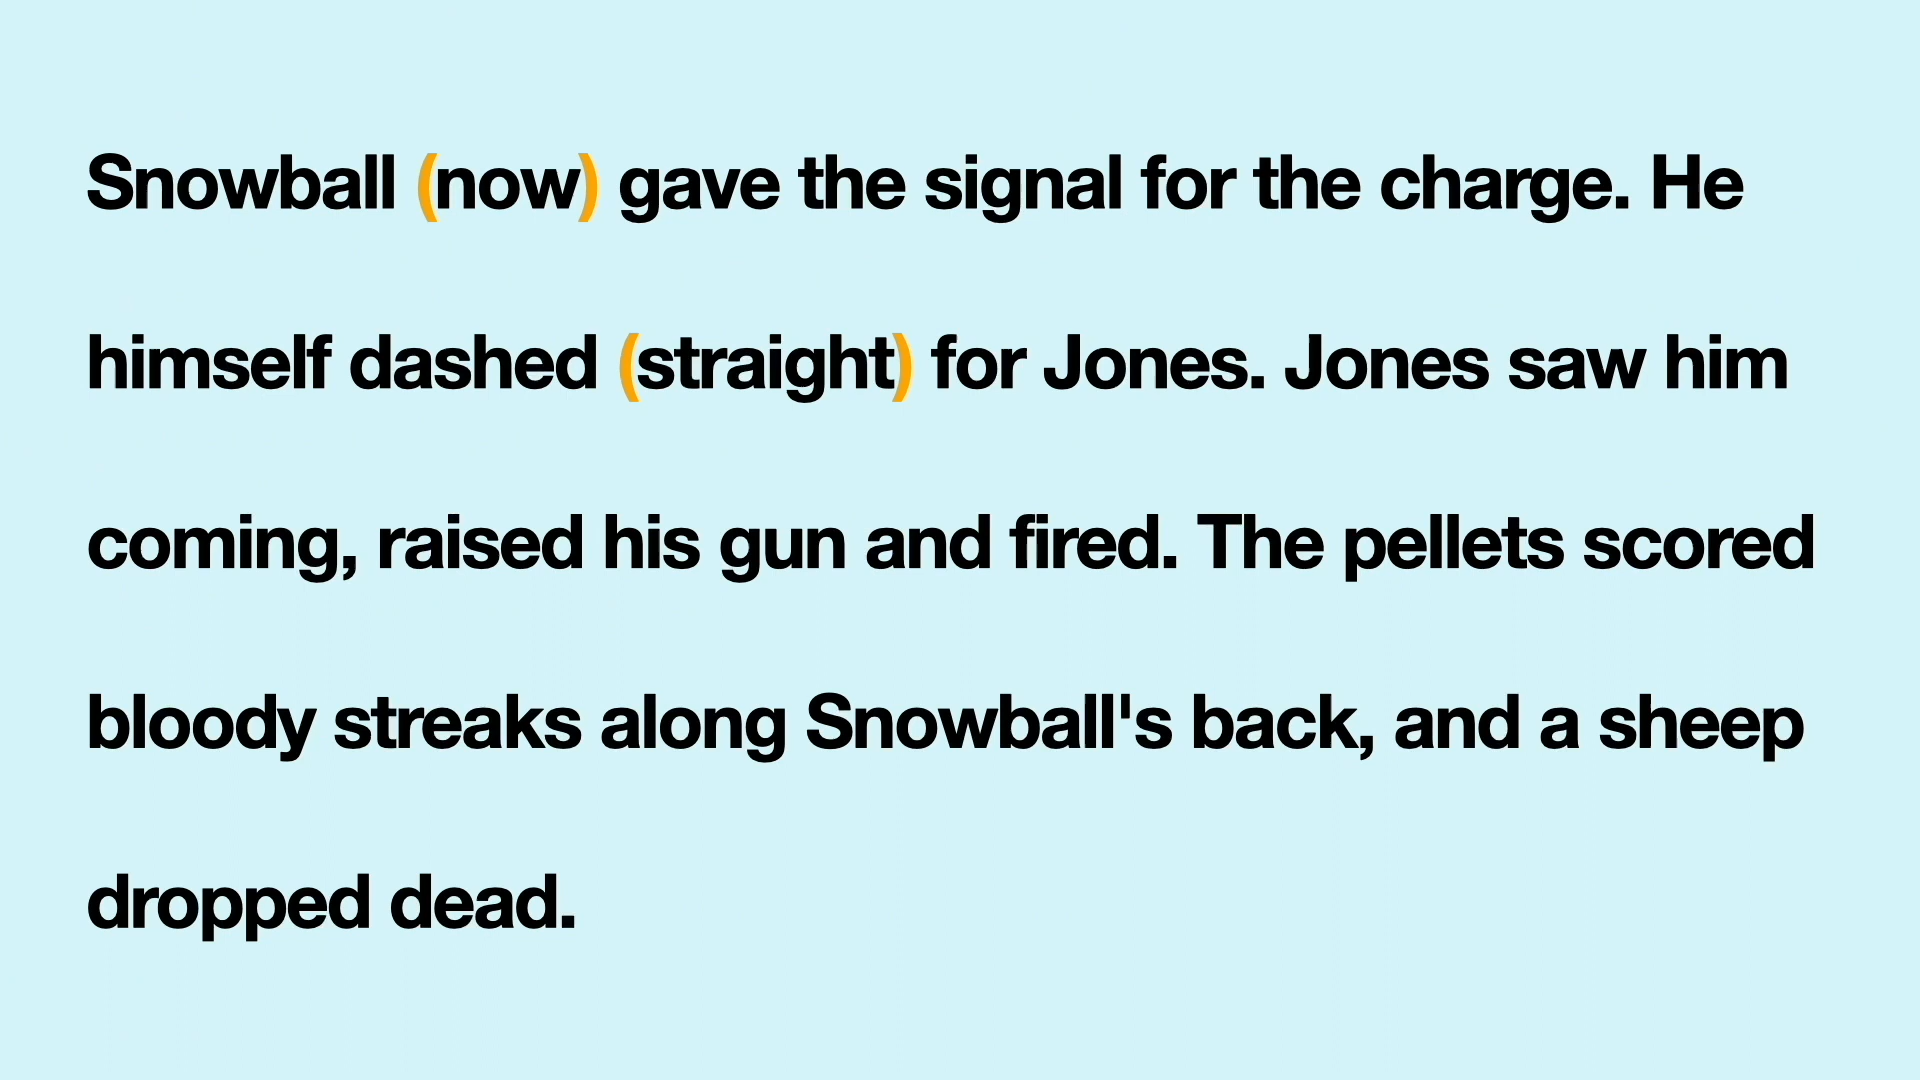 Snowball (now) gave the signal for the charge. He
himself dashed (straight) for Jones. Jones saw him
coming, raised his gun and fired. The pellets scored
bloody streaks along Snowball's back, and a sheep
dropped dead.